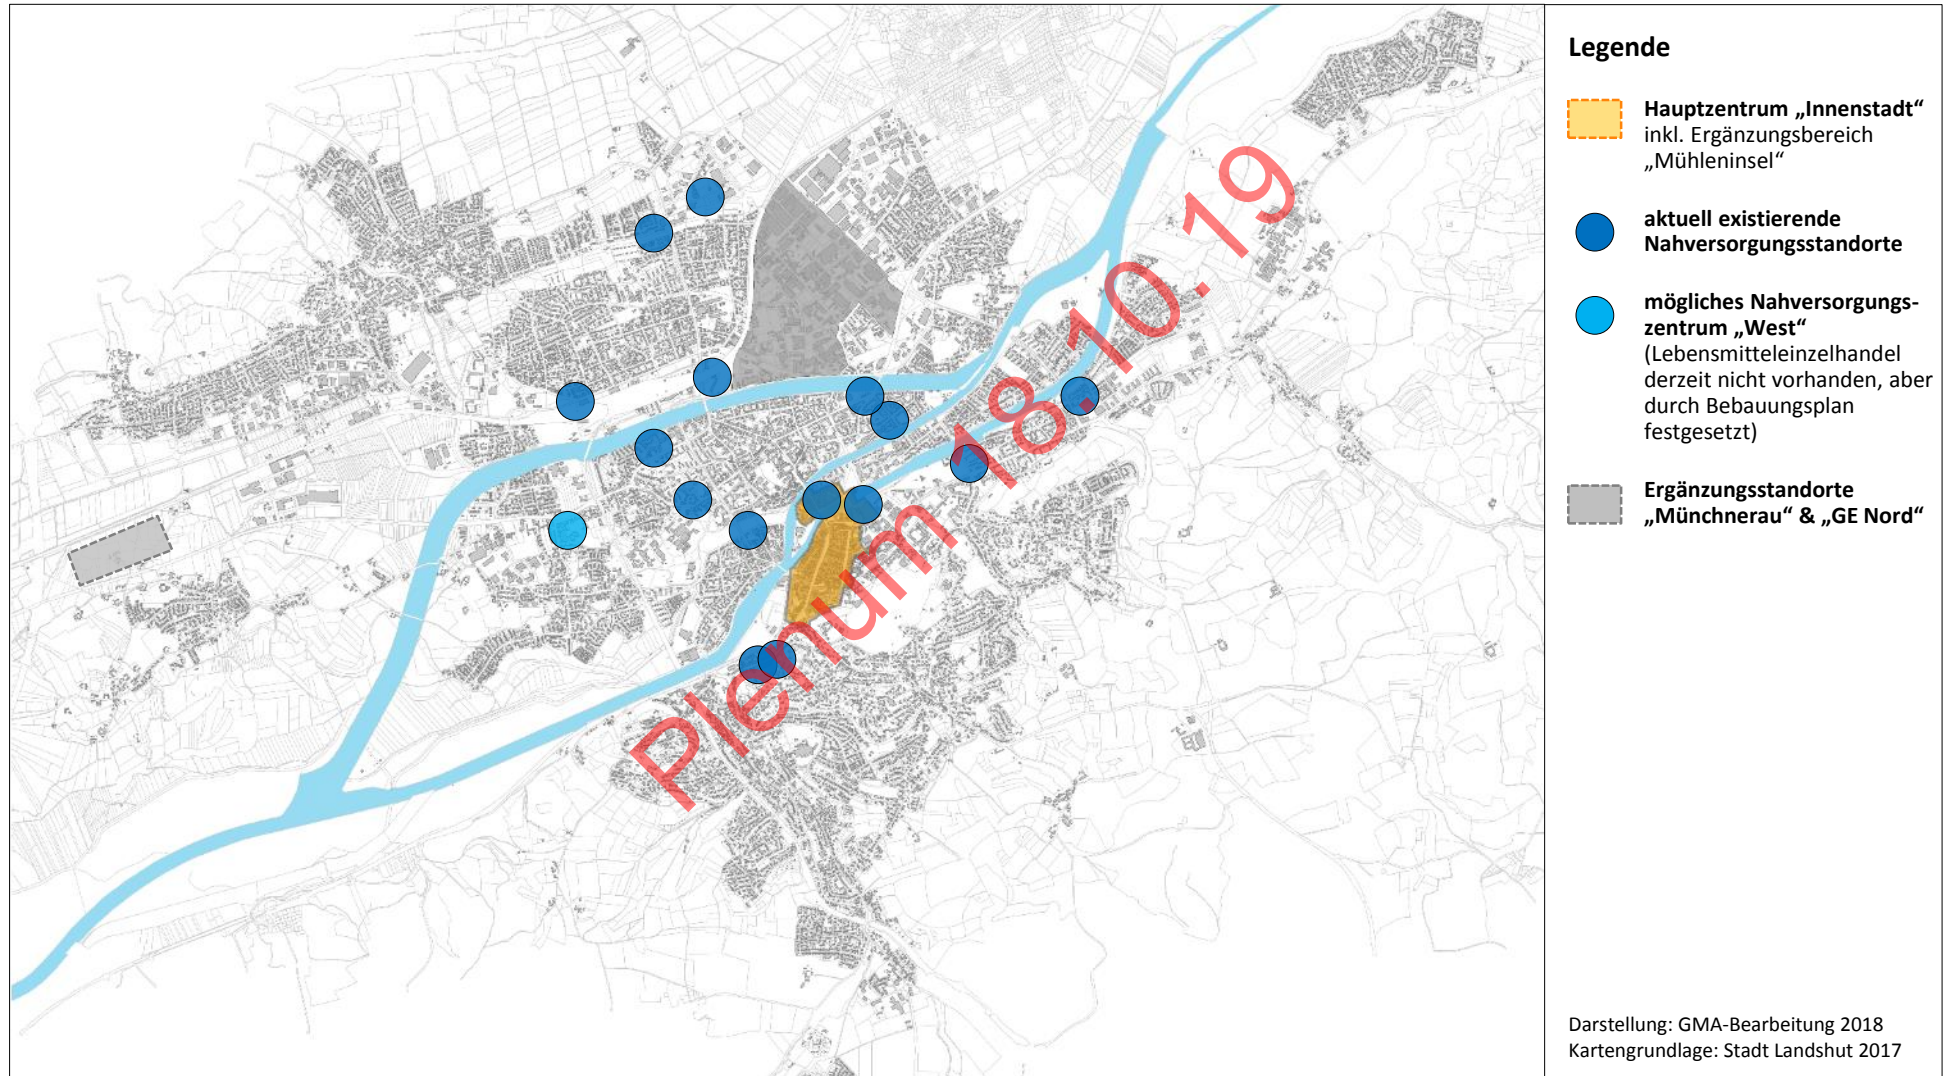 Plenum 18.10.19
Legende
Hauptzentrum „Innenstadt“
inkl. Ergänzungsbereich
„Mühleninsel“
aktuell existierende
Nahversorgungsstandorte
mögliches Nahversorgungs-
zentrum „West“
(Lebensmitteleinzelhandel
derzeit nicht vorhanden, aber
durch Bebauungsplan
festgesetzt)
Ergänzungsstandorte
„Münchnerau“ & „GE Nord“
Darstellung: GMA-Bearbeitung 2018
Kartengrundlage: Stadt Landshut 2017